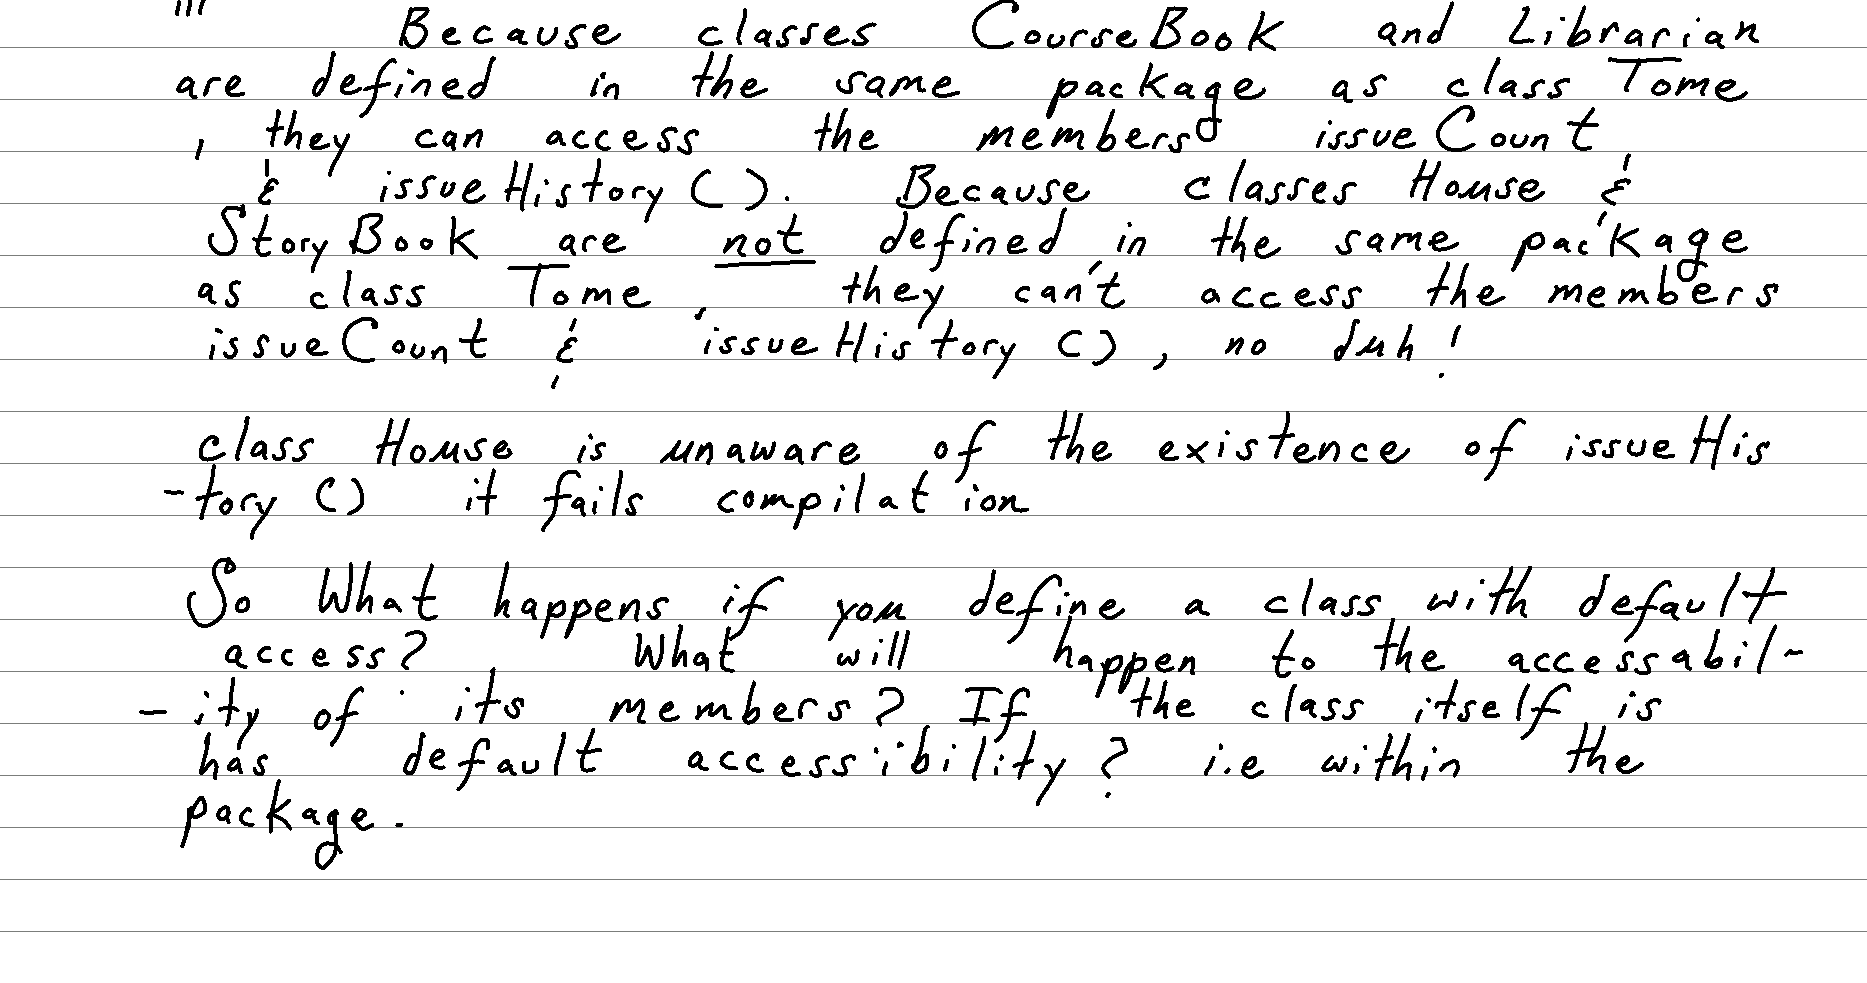 ''' Because classes CourseBook and Librarian
are defined in the same package as class Tome
, they can access the members issueCount
& issueHistory(). Because classes House &
StoryBook are not defined in the same package
as class Tome, they can't access the members
issueCount & issueHistory(), no duh!
class House is unaware of the existence of issueHis
-tory() it fails compilation
So What happens if you define a class with default
access? What will happen to the accessabil-
-ity of its members? If the class itself is
has default accessibility? i.e within the
package.